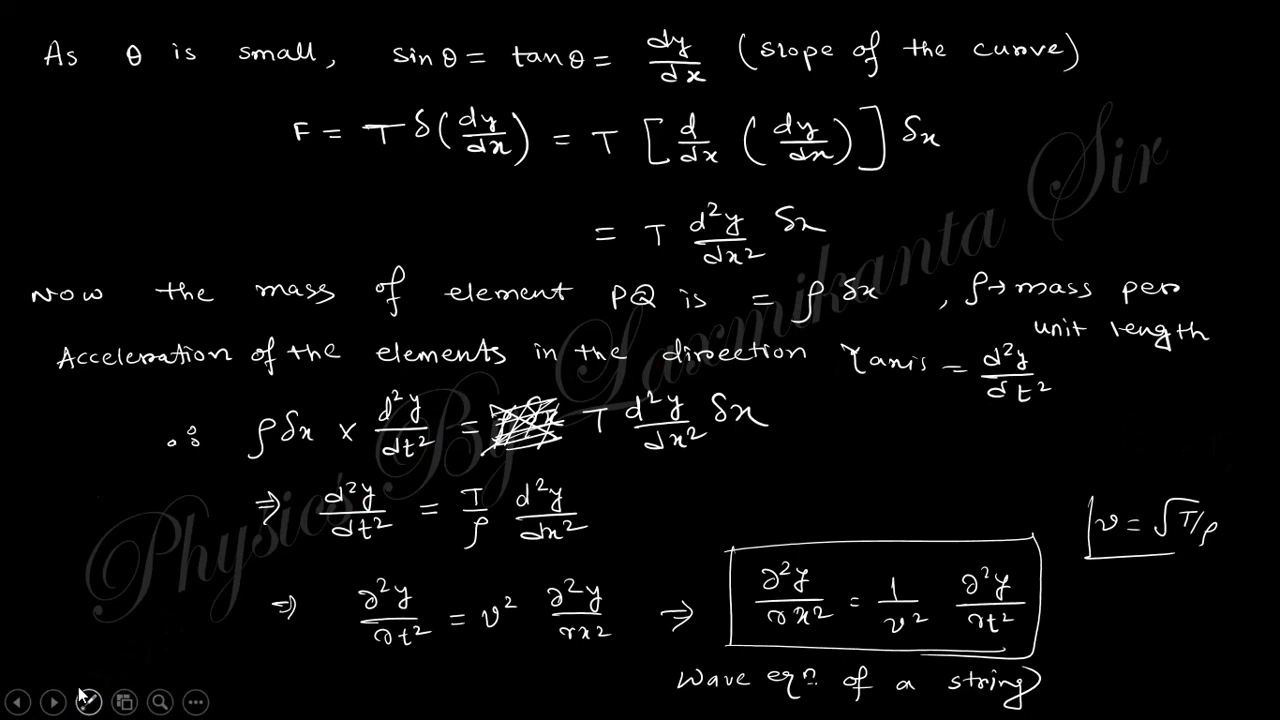 As θ is small, sinθ = tanθ = dy/dx (slope of the curve)
F = T δ(dy/dx) = T [d/dx (dy/dx)] δx
= T d²y/dx² δx
Now the mass of element PQ is = ρ δx , ρ → mass per
unit length
Acceleration of the elements in the direction Y axis = d²y/dt²
∴ ρ δx × d²y/dt² = T d²y/dx² δx
⇒ d²y/dt² = T/ρ d²y/dx²
v = √T/ρ
⇒ ∂²y/∂t² = v² ∂²y/∂x² ⇒ ∂²y/∂x² = 1/v² ∂²y/∂t²
Wave eqn. of a string
Physics By Laxmikanta Sir